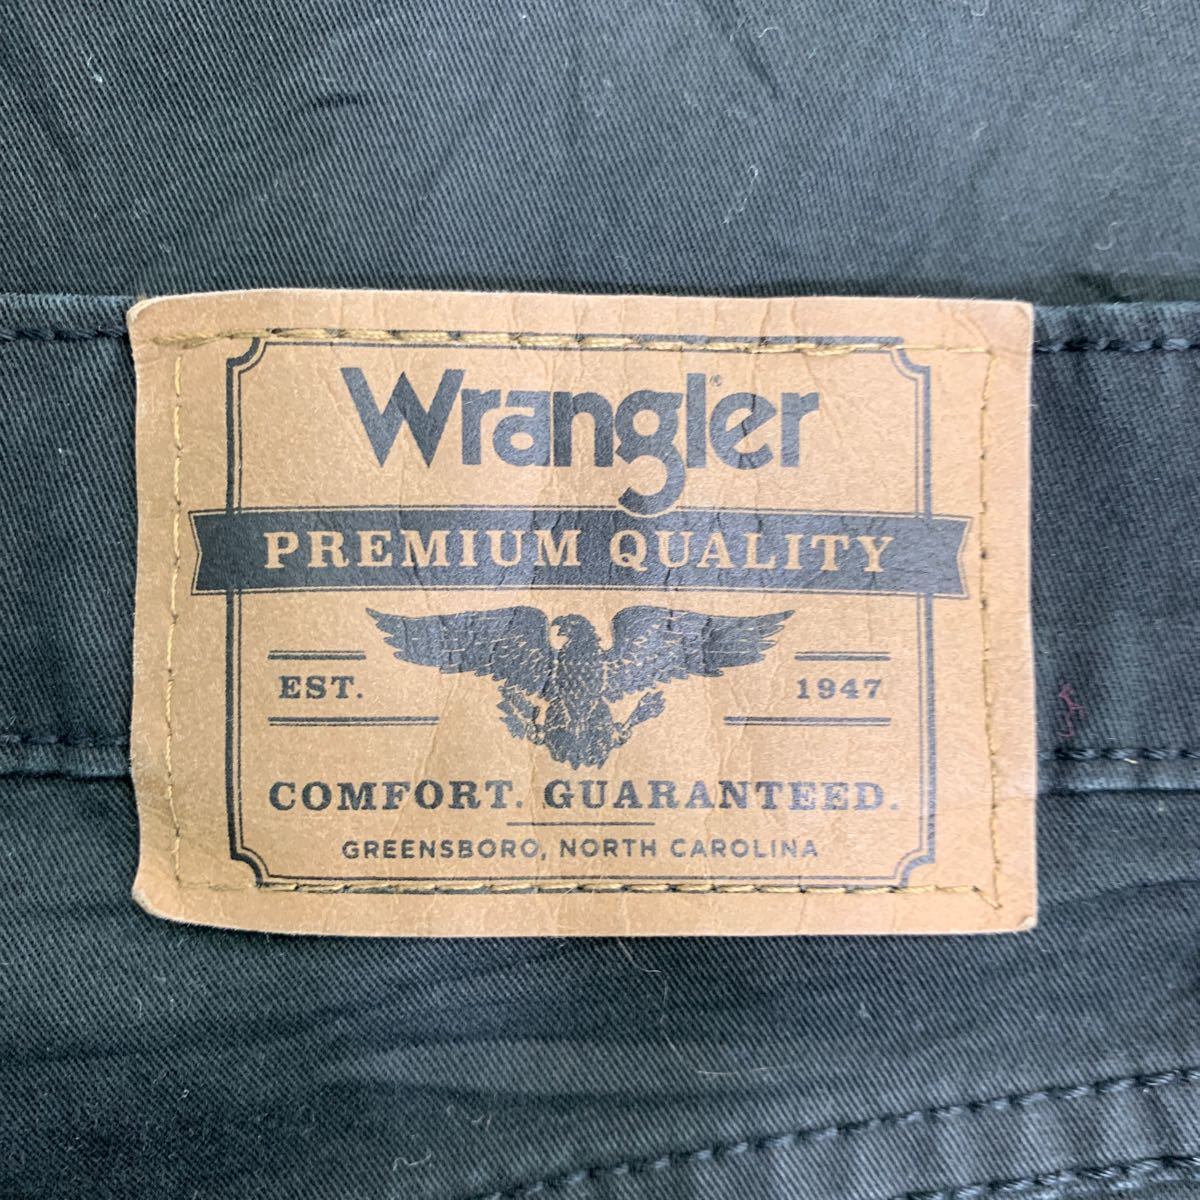 Wrangler®
PREMIUM QUALITY
EST. 1947
COMFORT. GUARANTEED.
GREENSBORO, NORTH CAROLINA